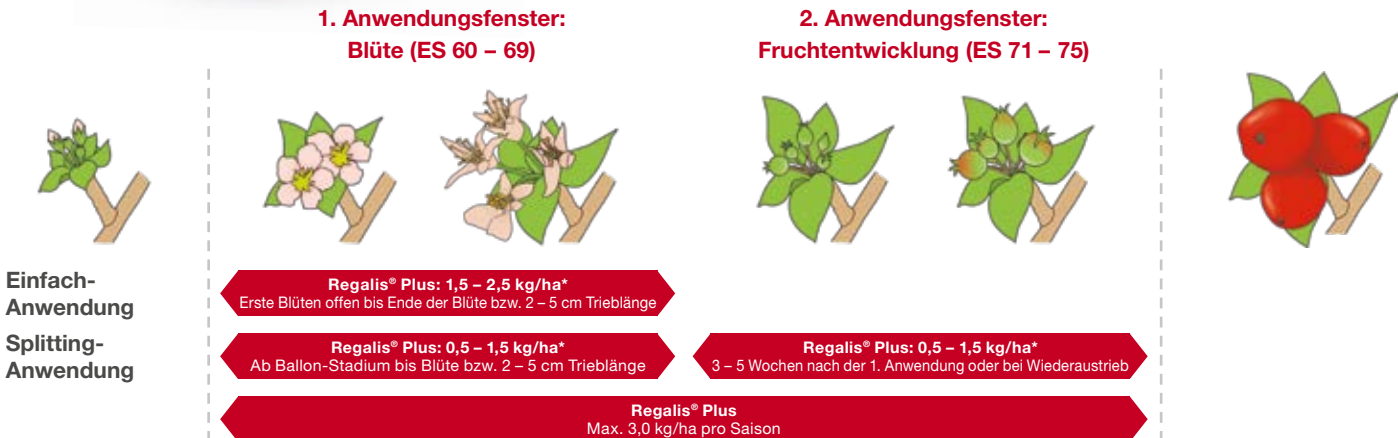 1. Anwendungsfenster:
Blüte (ES 60 – 69)
2. Anwendungsfenster:
Fruchtentwicklung (ES 71 – 75)
Einfach-
Anwendung
Regalis® Plus: 1,5 – 2,5 kg/ha*
Erste Blüten offen bis Ende der Blüte bzw. 2 – 5 cm Trieblänge
Splitting-
Anwendung
Regalis® Plus: 0,5 – 1,5 kg/ha*
Ab Ballon-Stadium bis Blüte bzw. 2 – 5 cm Trieblänge
Regalis® Plus: 0,5 – 1,5 kg/ha*
3 – 5 Wochen nach der 1. Anwendung oder bei Wiederaustrieb
Regalis® Plus
Max. 3,0 kg/ha pro Saison